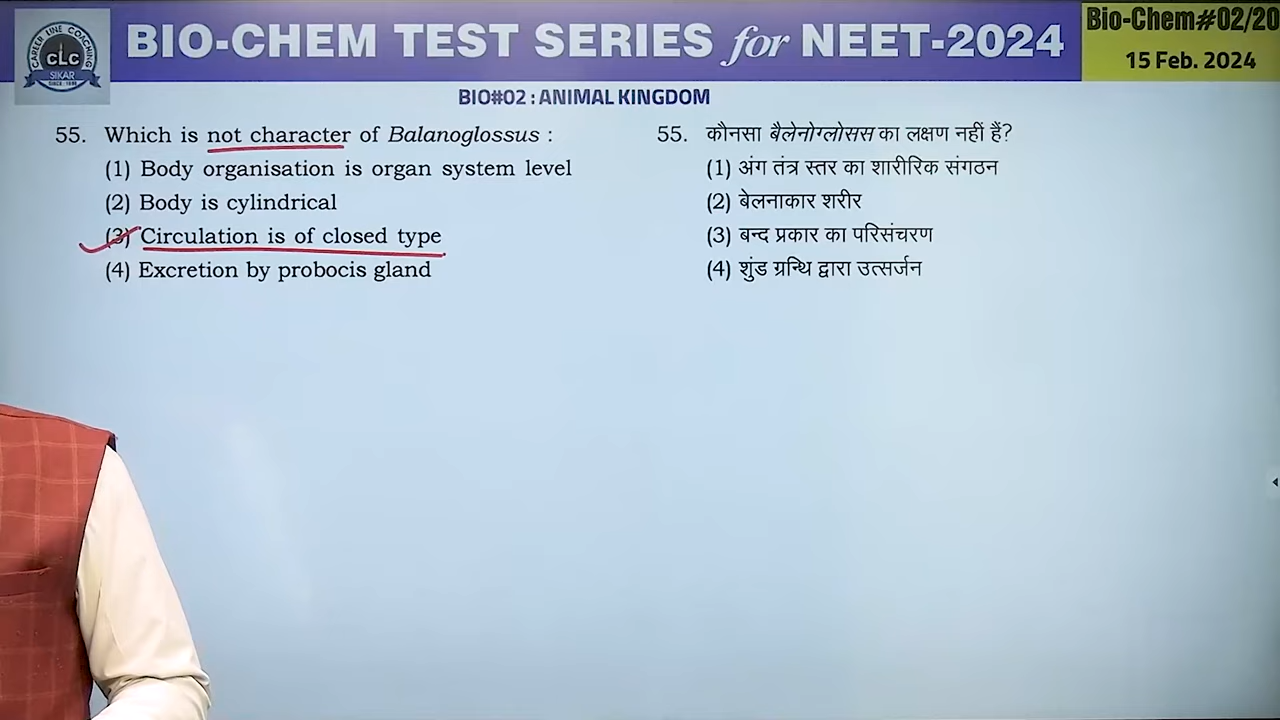 CAREER LINE COACHING
CLC
SIKAR
SINCE 1996
BIO-CHEM TEST SERIES for NEET-2024
Bio-Chem#02/20
15 Feb. 2024
BIO#02 : ANIMAL KINGDOM
55. Which is not character of Balanoglossus :
(1) Body organisation is organ system level
(2) Body is cylindrical
(3) Circulation is of closed type
(4) Excretion by probocis gland
55. कौनसा बैलेनोग्लोसस का लक्षण नहीं हैं?
(1) अंग तंत्र स्तर का शारीरिक संगठन
(2) बेलनाकार शरीर
(3) बन्द प्रकार का परिसंचरण
(4) शुंड ग्रन्थि द्वारा उत्सर्जन